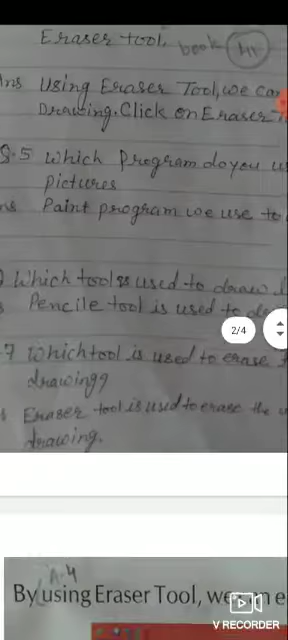 Eraser tool,
book
Ans Using Eraser Tool, we can
Drawing. Click on Eraser
Q.5 Which Program do you us
pictures
Ans Paint program we use to
Which tool is used to draw
Pencile tool is used to
2/4
7 Which tool is used to erase
drawing?
Eraser tool is used to erase the
drawing.
A-4
By using Eraser Tool, we can e
V RECORDER